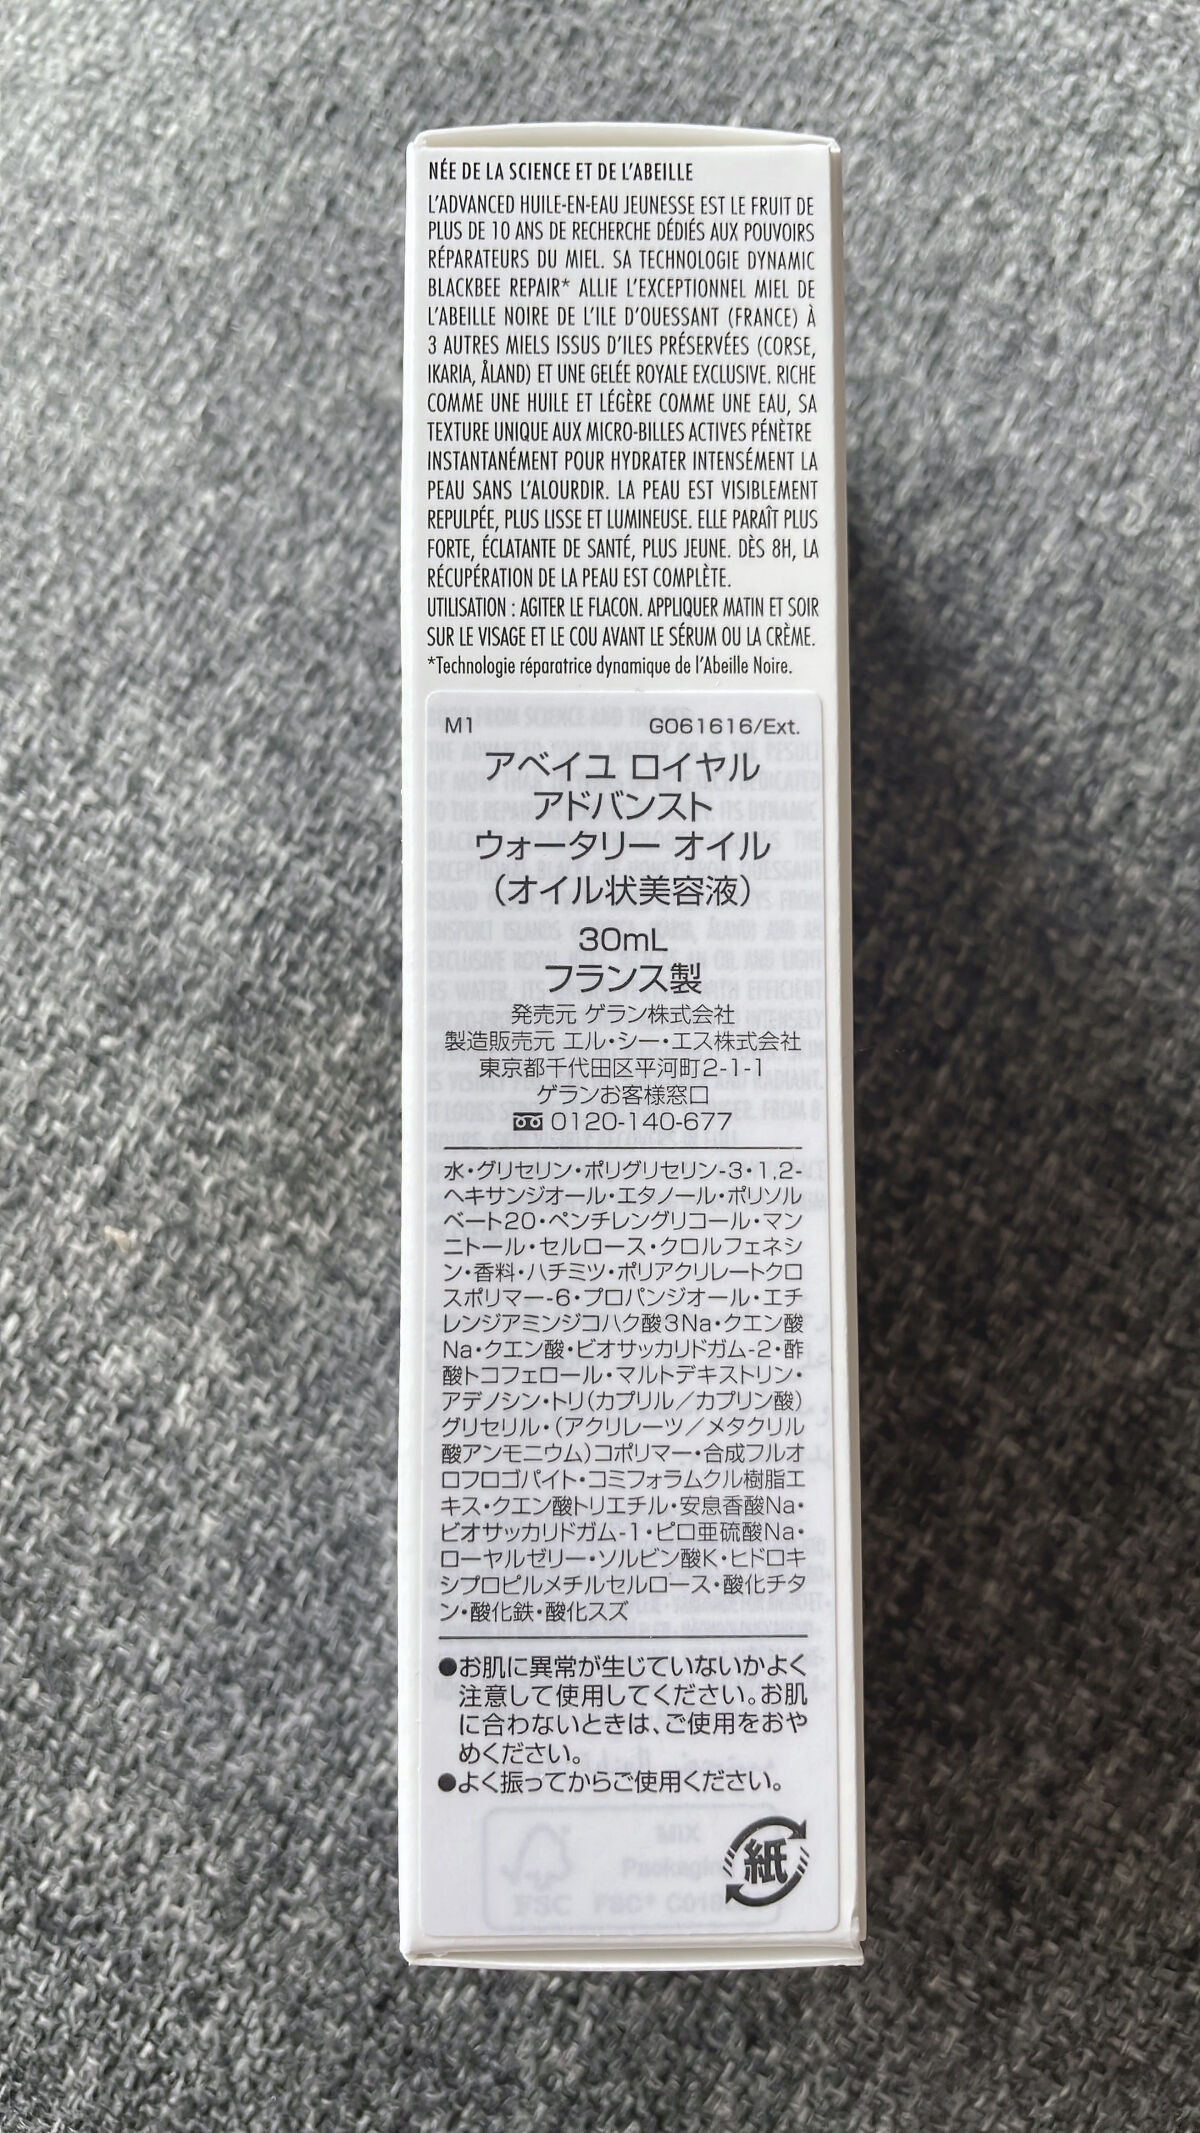 NÉE DE LA SCIENCE ET DE L'ABEILLE
L'ADVANCED HUILE-EN-EAU JEUNESSE EST LE FRUIT DE
PLUS DE 10 ANS DE RECHERCHE DÉDIÉS AUX POUVOIRS
RÉPARATEURS DU MIEL. SA TECHNOLOGIE DYNAMIC
BLACKBEE REPAIR* ALLIE L'EXCEPTIONNEL MIEL DE
L'ABEILLE NOIRE DE L'ILE D'OUESSANT (FRANCE) À
3 AUTRES MIELS ISSUS D'ILES PRÉSERVÉES (CORSE,
IKARIA, ÅLAND) ET UNE GELÉE ROYALE EXCLUSIVE. RICHE
COMME UNE HUILE ET LÉGÈRE COMME UNE EAU, SA
TEXTURE UNIQUE AUX MICRO-BILLES ACTIVES PÉNÈTRE
INSTANTANÉMENT POUR HYDRATER INTENSÉMENT LA
PEAU SANS L'ALOURDIR. LA PEAU EST VISIBLEMENT
REPULPÉE, PLUS LISSE ET LUMINEUSE. ELLE PARAÎT PLUS
FORTE, ÉCLATANTE DE SANTÉ, PLUS JEUNE. DÈS 8H, LA
RÉCUPÉRATION DE LA PEAU EST COMPLÈTE.
UTILISATION : AGITER LE FLACON. APPLIQUER MATIN ET SOIR
SUR LE VISAGE ET LE COU AVANT LE SÉRUM OU LA CRÈME.
*Technologie réparatrice dynamique de l'Abeille Noire.
M1 G061616/Ext.
アベイユ ロイヤル
アドバンスト
ウォータリー オイル
（オイル状美容液）
30mL
フランス製
発売元 ゲラン株式会社
製造販売元 エル・シー・エス株式会社
東京都千代田区平河町2-1-1
ゲランお客様窓口
0120-140-677
水・グリセリン・ポリグリセリン-3・1,2-
ヘキサンジオール・エタノール・ポリソル
ベート20・ペンチレングリコール・マン
ニトール・セルロース・クロルフェネシ
ン・香料・ハチミツ・ポリアクリレートクロ
スポリマー-6・プロパンジオール・エチ
レンジアミンジコハク酸3Na・クエン酸
Na・クエン酸・ビオサッカリドガム-2・酢
酸トコフェロール・マルトデキストリン・
アデノシン・トリ（カプリル／カプリン酸）
グリセリル・（アクリレーツ／メタクリル
酸アンモニウム）コポリマー・合成フルオ
ロフロゴパイト・コミフォラムクル樹脂エ
キス・クエン酸トリエチル・安息香酸Na・
ビオサッカリドガム-1・ピロ亜硫酸Na・
ローヤルゼリー・ソルビン酸K・ヒドロキ
シプロピルメチルセルロース・酸化チタ
ン・酸化鉄・酸化スズ
●お肌に異常が生じていないかよく
注意して使用してください。お肌
に合わないときは、ご使用をおや
めください。
●よく振ってからご使用ください。
紙